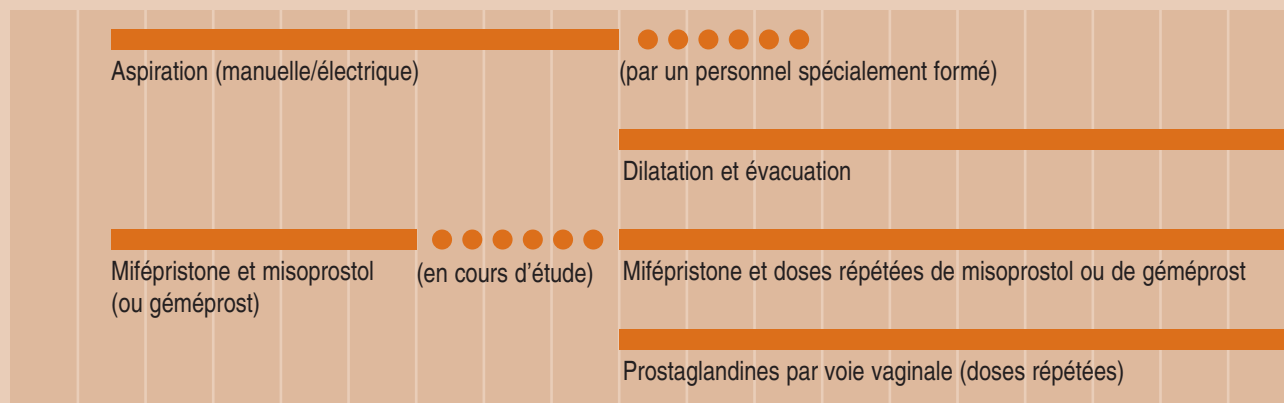 Aspiration (manuelle/électrique)
(par un personnel spécialement formé)
Dilatation et évacuation
Mifépristone et misoprostol
(ou géméprost)
(en cours d'étude)
Mifépristone et doses répétées de misoprostol ou de géméprost
Prostaglandines par voie vaginale (doses répétées)